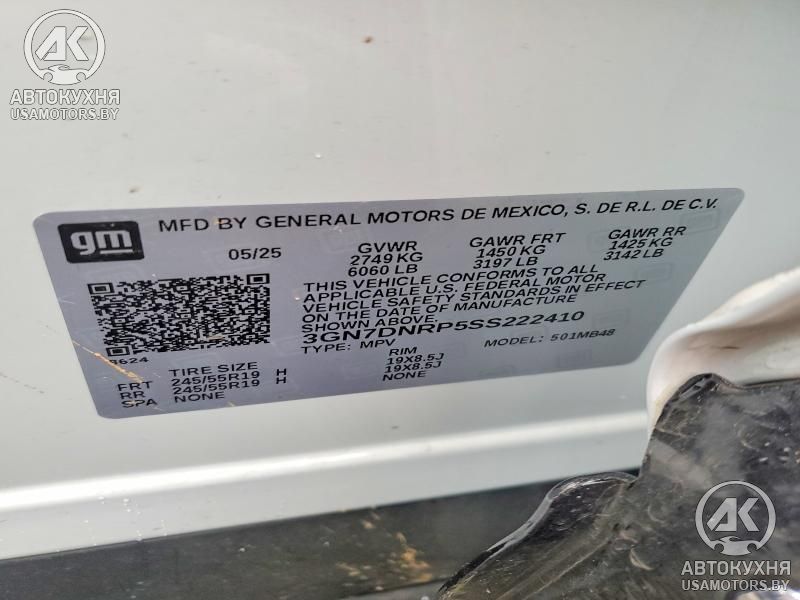 AK
АВТОКУХНЯ
USAMOTORS.BY
gm
MFD BY GENERAL MOTORS DE MEXICO, S. DE R.L. DE C.V.
05/25 GVWR GAWR FRT GAWR RR
2749 KG 1450 KG 1425 KG
6060 LB 3197 LB 3142 LB
THIS VEHICLE CONFORMS TO ALL
APPLICABLE U.S. FEDERAL MOTOR
VEHICLE SAFETY STANDARDS IN EFFECT
ON THE DATE OF MANUFACTURE
SHOWN ABOVE.
3GN7DNRP5SS222410
TYPE: MPV MODEL: 501MB48
3624
TIRE SIZE RIM
FRT 245/55R19 H 19X8.5J
RR 245/55R19 H 19X8.5J
SPA NONE NONE
AK
АВТОКУХНЯ
USAMOTORS.BY